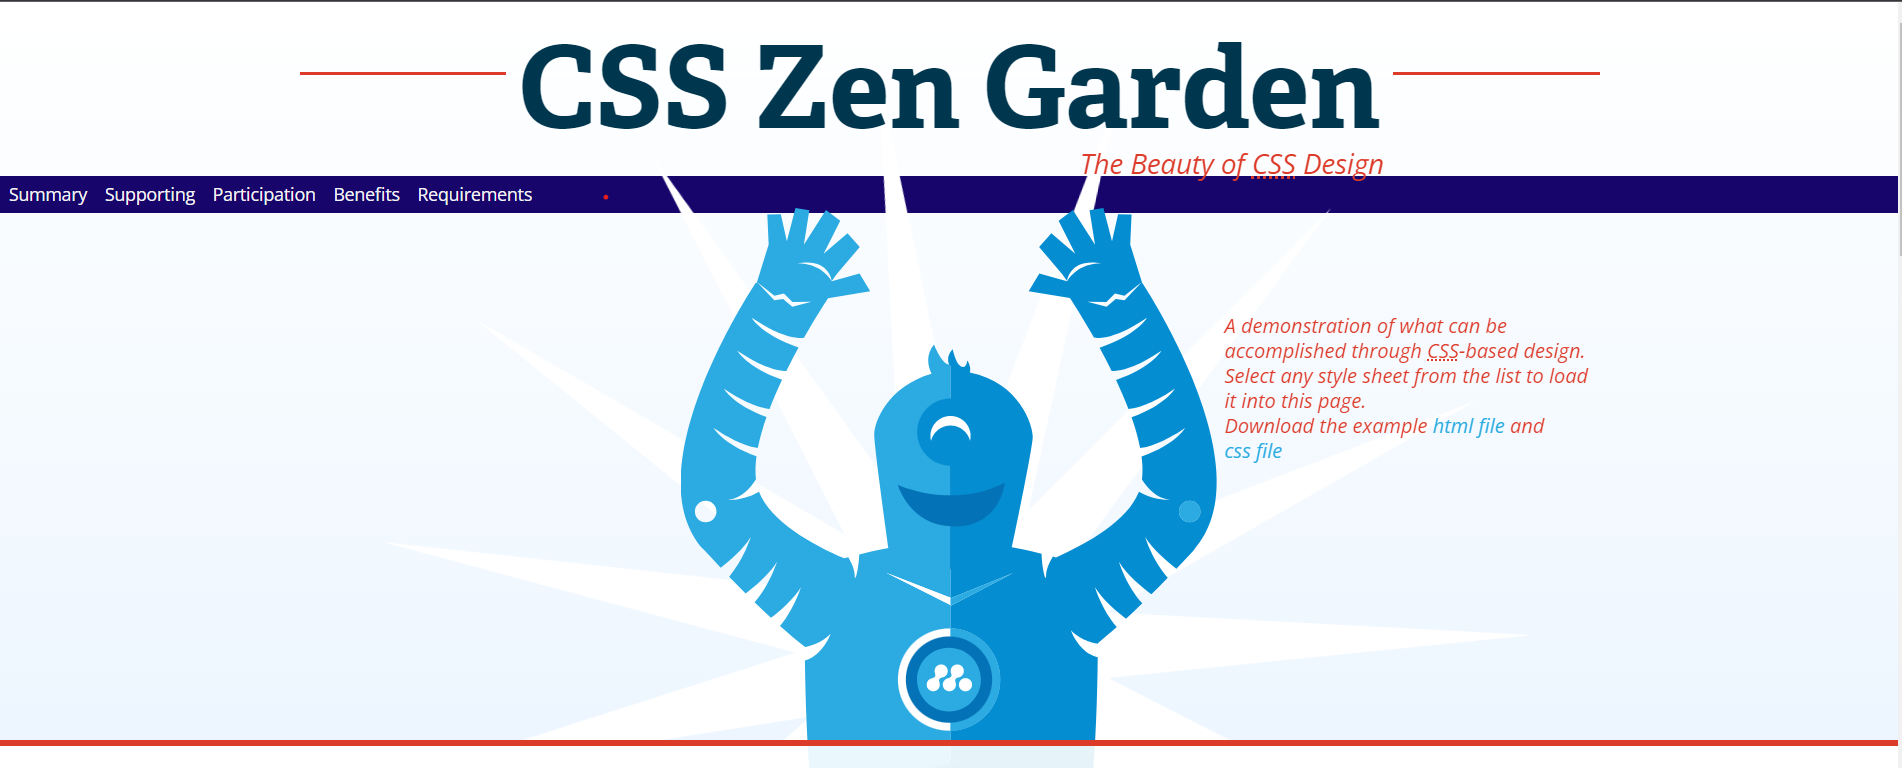 CSS Zen Garden
The Beauty of CSS Design
Summary Supporting Participation Benefits Requirements
A demonstration of what can be
accomplished through CSS-based design.
Select any style sheet from the list to load
it into this page.
Download the example html file and
css file